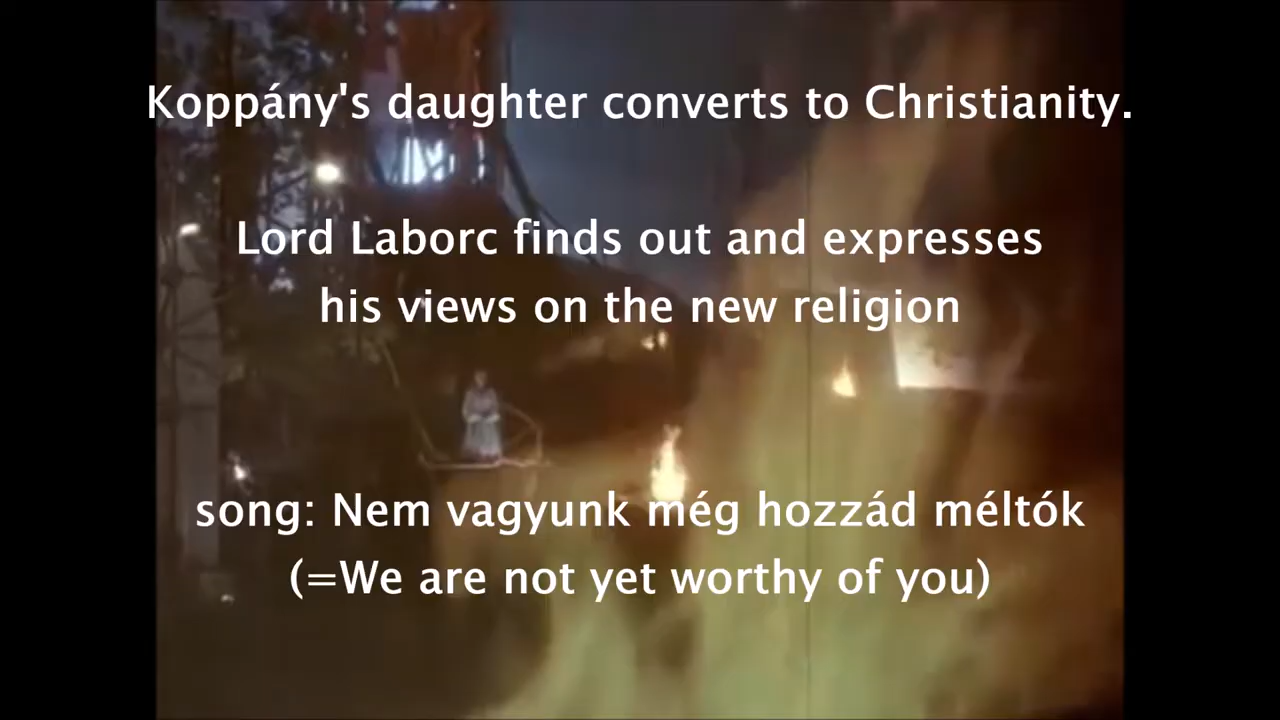 Koppány's daughter converts to Christianity.
Lord Laborc finds out and expresses
his views on the new religion
song: Nem vagyunk még hozzád méltók
(=We are not yet worthy of you)